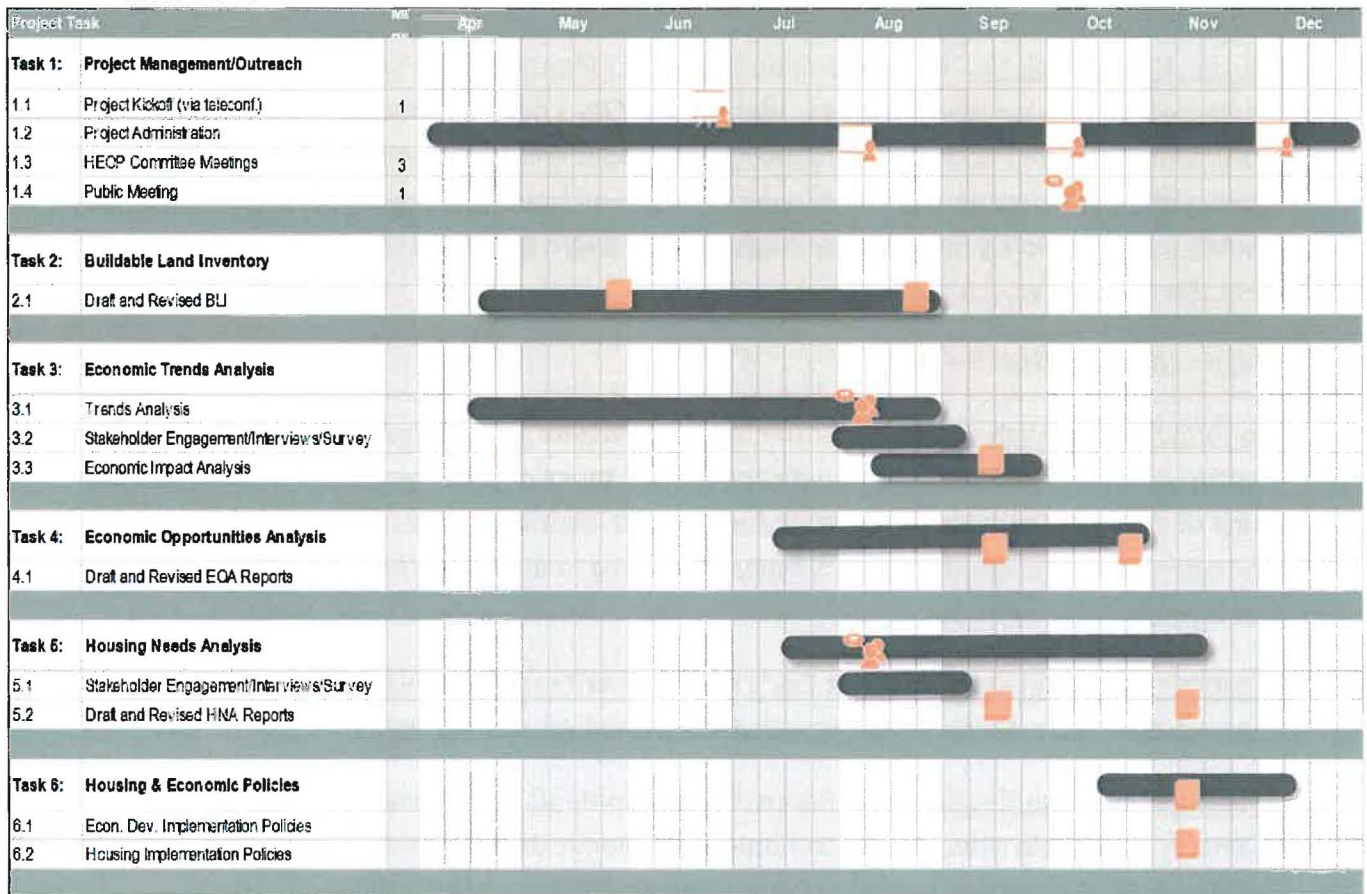 Project Task Apr May Jun Jul Aug Sep Oct Nov Dec
Task 1: Project Management/Outreach
1.1 Project Kickoff (via teleconf.) 1
1.2 Project Administration
1.3 HEOP Committee Meetings 3
1.4 Public Meeting 1
Task 2: Buildable Land Inventory
2.1 Draft and Revised BLI
Task 3: Economic Trends Analysis
3.1 Trends Analysis
3.2 Stakeholder Engagement/Interviews/Survey
3.3 Economic Impact Analysis
Task 4: Economic Opportunities Analysis
4.1 Draft and Revised EOA Reports
Task 5: Housing Needs Analysis
5.1 Stakeholder Engagement/Interviews/Survey
5.2 Draft and Revised HNA Reports
Task 6: Housing & Economic Policies
6.1 Econ. Dev. Implementation Policies
6.2 Housing Implementation Policies